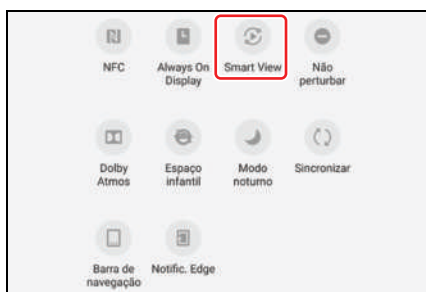 NFC
Always On
Display
Smart View
Não
perturbar
Dolby
Atmos
Espaço
infantil
Modo
noturno
Sincronizar
Barra de
navegação
Notific. Edge